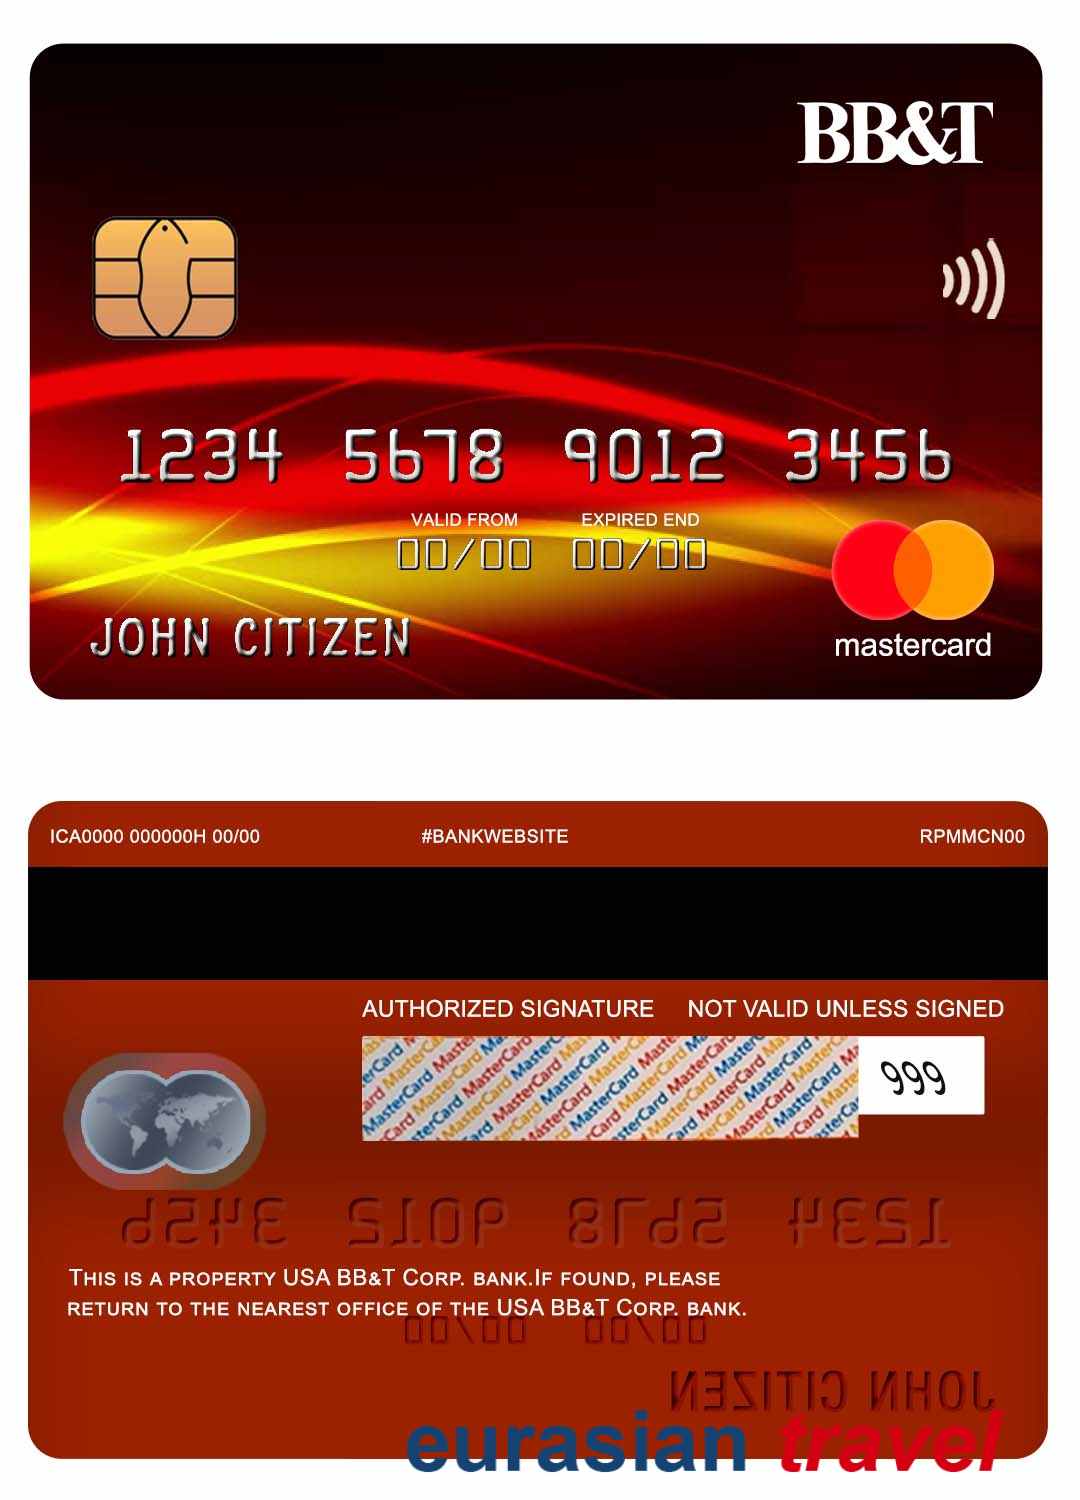 BB&T
1234 5678 9012 3456
VALID FROM EXPIRED END
00/00 00/00
JOHN CITIZEN
mastercard
ICA0000 000000H 00/00 #BANKWEBSITE RPMMCN00
AUTHORIZED SIGNATURE NOT VALID UNLESS SIGNED
MasterCard MasterCard MasterCard MasterCard
999
1234 5678 9012 3456
THIS IS A PROPERTY USA BB&T CORP. BANK.IF FOUND, PLEASE
RETURN TO THE NEAREST OFFICE OF THE USA BB&T CORP. BANK.
00/00 00/00
JOHN CITIZEN
eurasian travel